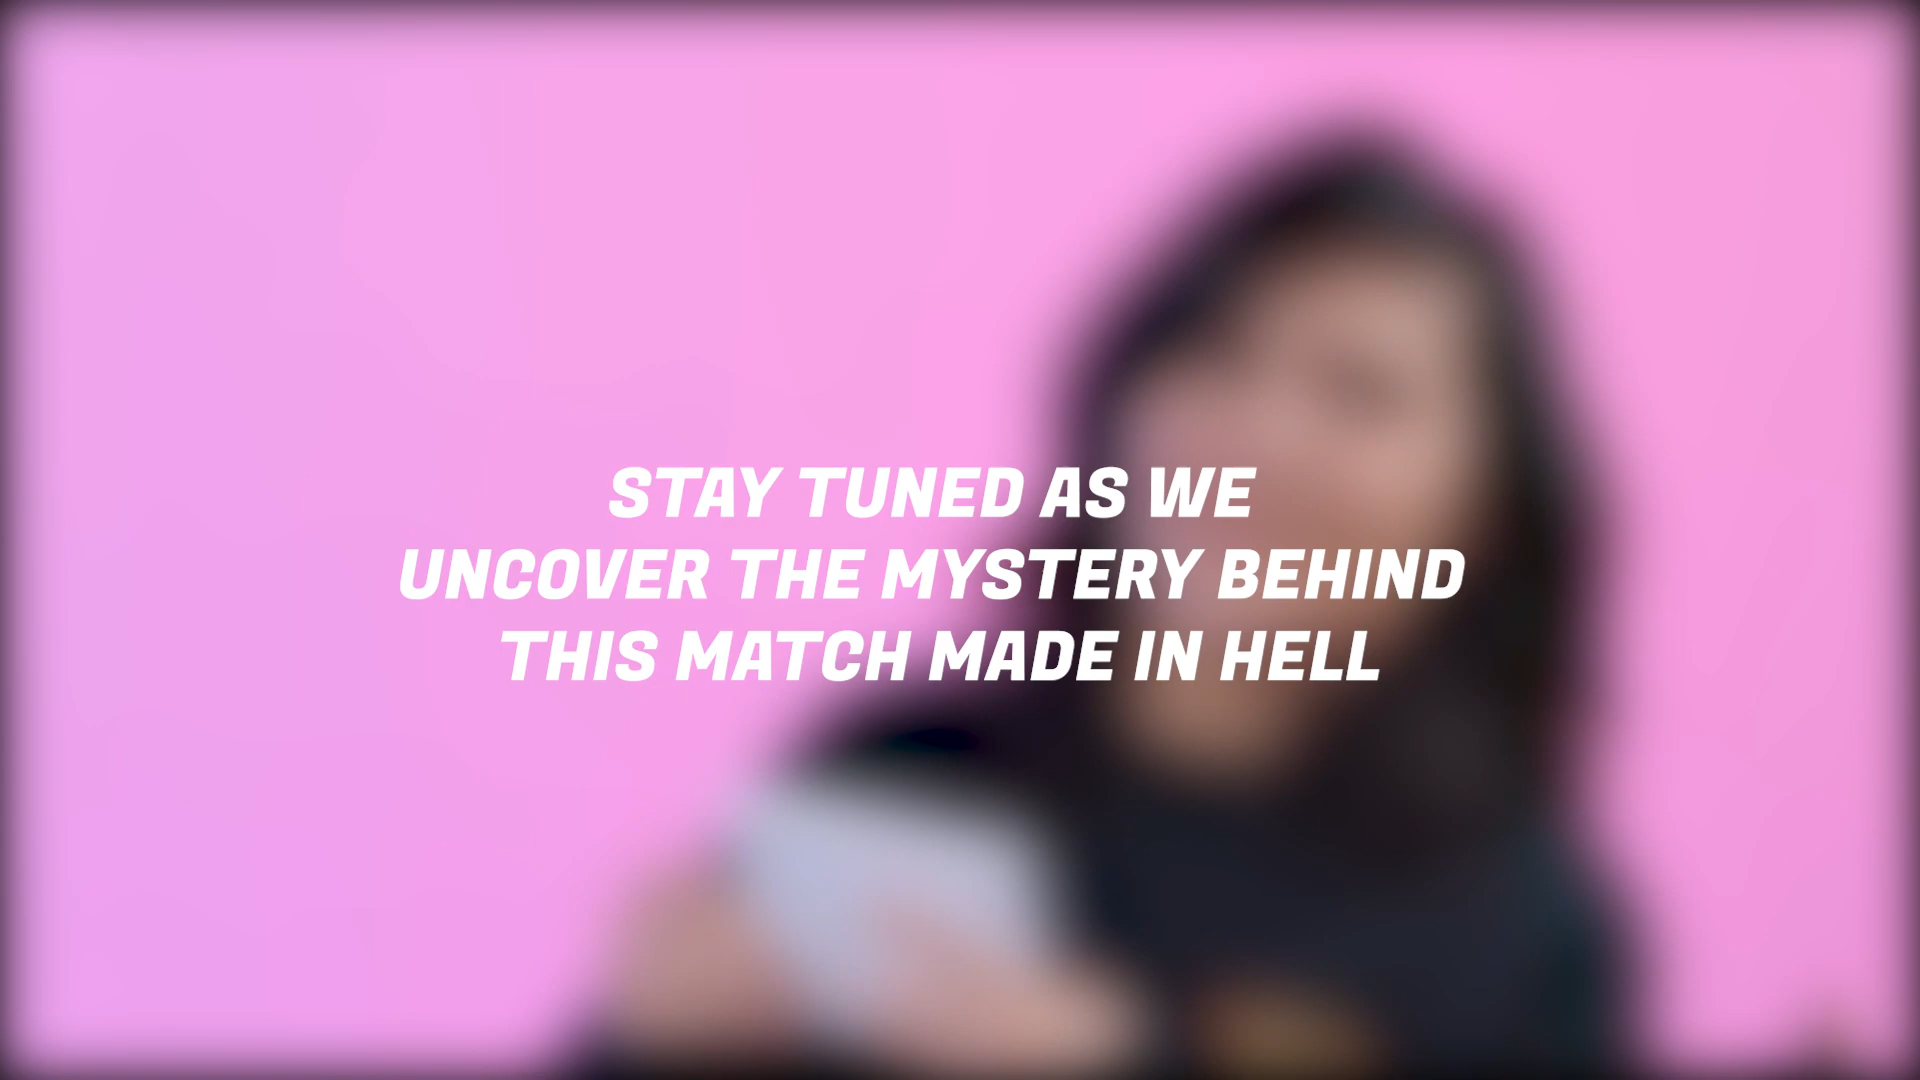 STAY TUNED AS WE
UNCOVER THE MYSTERY BEHIND
THIS MATCH MADE IN HELL